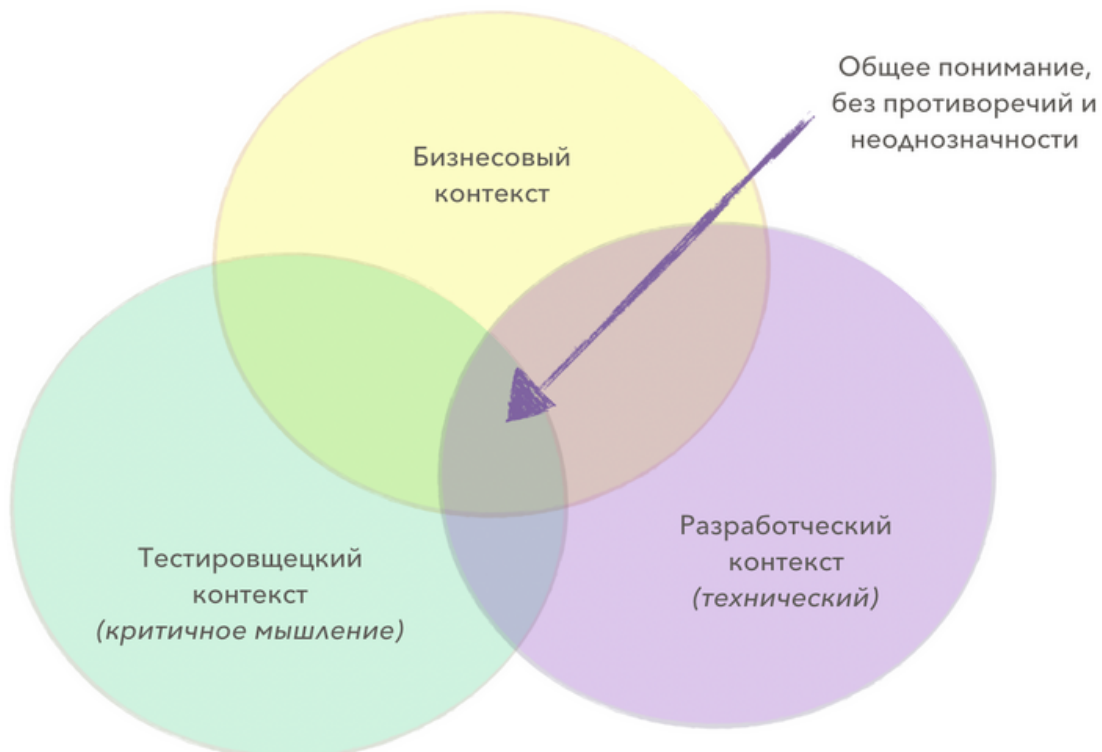 Общее понимание,
без противоречий и
неоднозначности
Бизнесовый
контекст
Разработческий
контекст
(технический)
Тестировщецкий
контекст
(критичное мышление)